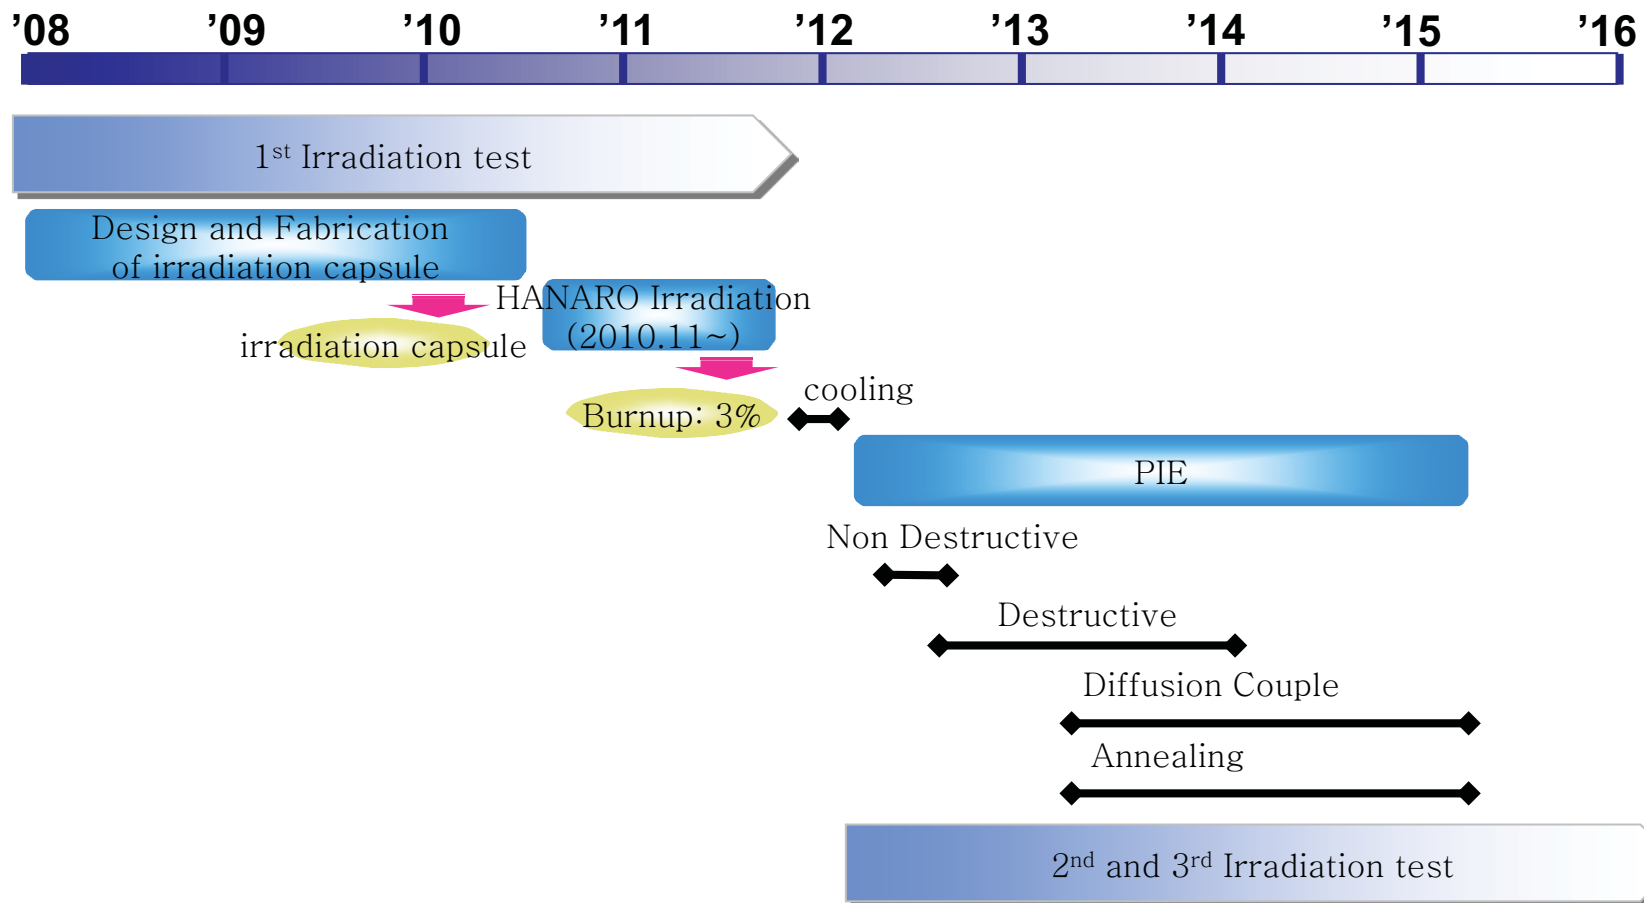 ’08 ’09 ’10 ’11 ’12 ’13 ’14 ’15 ’16
1st Irradiation test
Design and Fabrication
of irradiation capsule
HANARO Irradiation
(2010.11~)
irradiation capsule
cooling
Burnup: 3%
PIE
Non Destructive
Destructive
Diffusion Couple
Annealing
2nd and 3rd Irradiation test